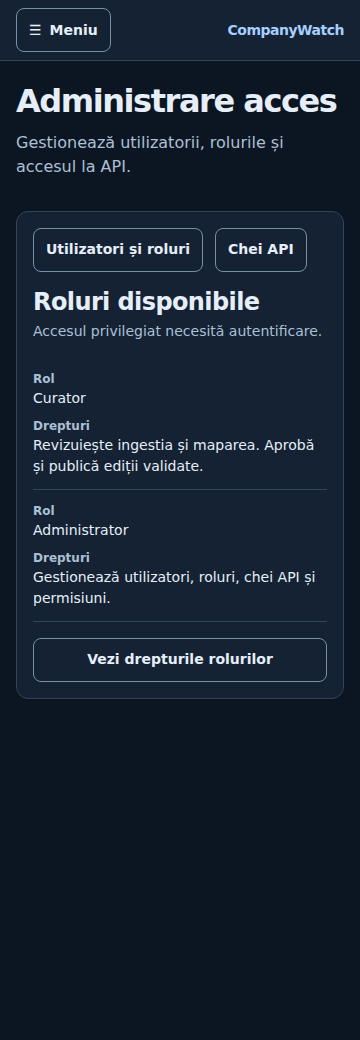 ☰ Meniu
CompanyWatch
Administrare acces
Gestionează utilizatorii, rolurile și
accesul la API.
Utilizatori și roluri
Chei API
Roluri disponibile
Accesul privilegiat necesită autentificare.
Rol
Curator
Drepturi
Revizuiește ingestia și maparea. Aprobă
și publică ediții validate.
Rol
Administrator
Drepturi
Gestionează utilizatori, roluri, chei API și
permisiuni.
Vezi drepturile rolurilor